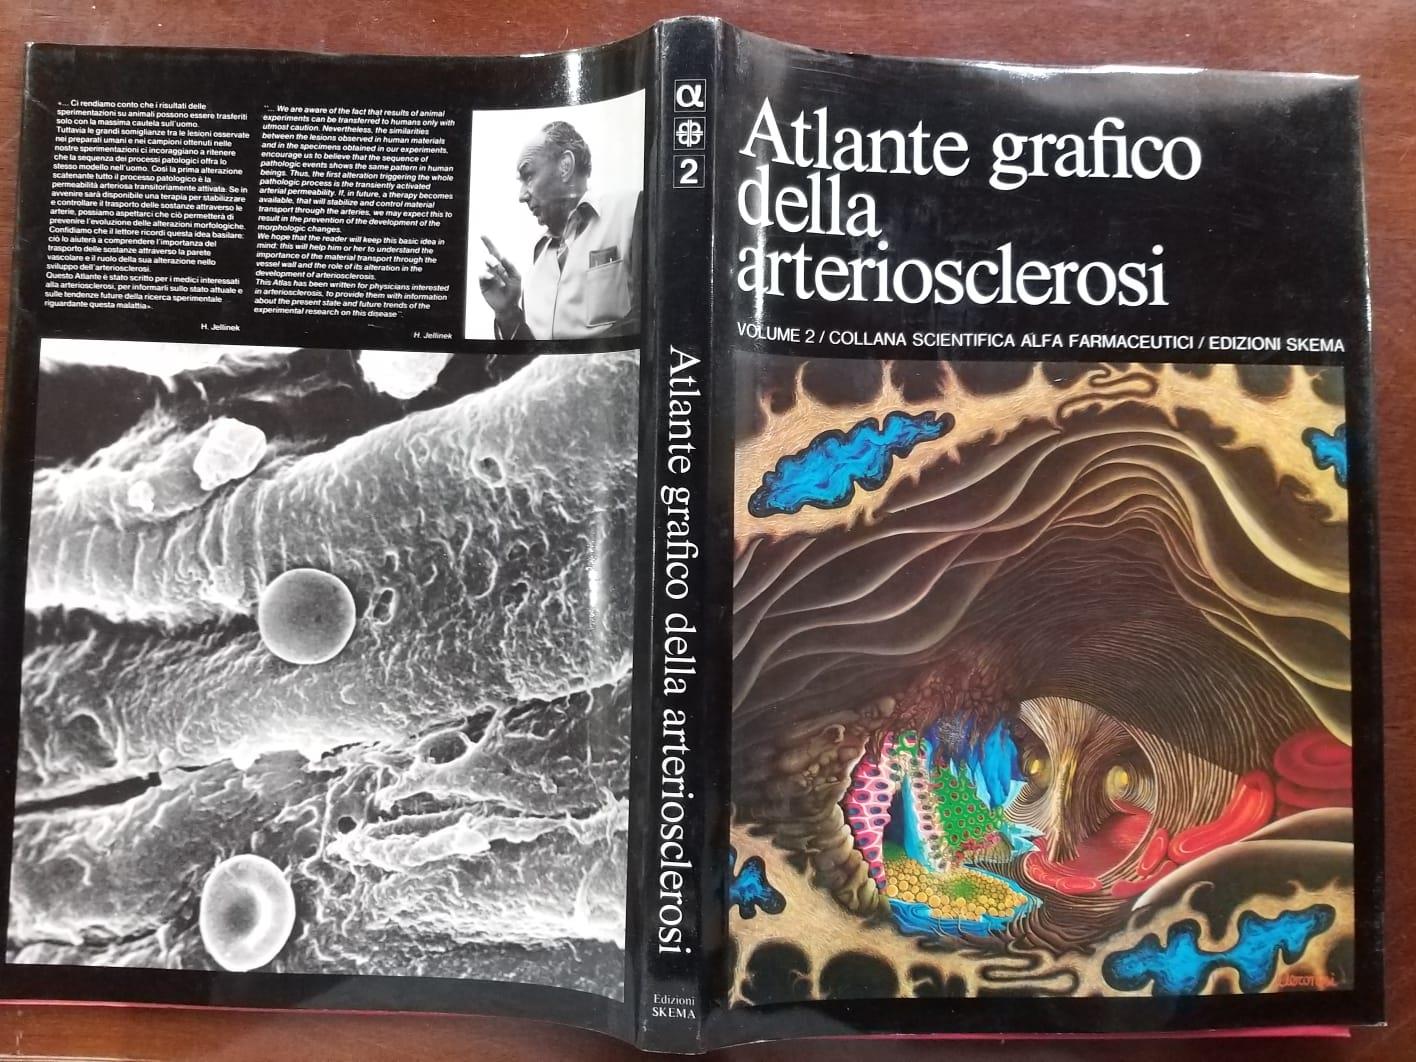 «... Ci rendiamo conto che i risultati delle
sperimentazioni su animali possono essere trasferiti
solo con la massima cautela sull'uomo.
Tuttavia le grandi somiglianze tra le lesioni osservate
nei preparati umani e nei campioni ottenuti nelle
nostre sperimentazioni ci incoraggiano a ritenere
che la sequenza dei processi patologici offra lo
stesso modello nell'uomo. Così la prima alterazione
scatenante tutto il processo patologico è la
permeabilità arteriosa transitoriamente attivata. Se in
avvenire sarà disponibile una terapia per stabilizzare
e controllare il trasporto delle sostanze attraverso le
arterie, possiamo aspettarci che ciò permetterà di
prevenire l'evoluzione delle alterazioni morfologiche.
Confidiamo che il lettore ricordi questa idea basilare:
ciò lo aiuterà a comprendere l'importanza del
trasporto delle sostanze attraverso la parete
vascolare e il ruolo della sua alterazione nello
sviluppo dell'arteriosclerosi.
Questo Atlante è stato scritto per i medici interessati
alla arteriosclerosi, per informarli sullo stato attuale e
sulle tendenze future della ricerca sperimentale
riguardante questa malattia».
H. Jellinek
"... We are aware of the fact that results of animal
experiments can be transferred to humans only with
utmost caution. Nevertheless, the similarities
between the lesions observed in human materials
and in the specimens obtained in our experiments,
encourage us to believe that the sequence of
pathologic events shows the same pattern in human
beings. Thus, the first alteration triggering the whole
pathologic process is the transiently activated
arterial permeability. If, in future, a therapy becomes
available, that will stabilize and control material
transport through the arteries, we may expect this to
result in the prevention of the development of the
morphologic changes.
We hope that the reader will keep this basic idea in
mind: this will help him or her to understand the
importance of the material transport through the
vessel wall and the role of its alteration in the
development of arteriosclerosis.
This Atlas has been written for physicians interested
in arteriosclerosis, to provide them with information
about the present state and future trends of the
experimental research on this disease".
H. Jellinek
α
2
Atlante grafico della arteriosclerosi
Edizioni
SKEMA
Atlante grafico
della
arteriosclerosi
VOLUME 2 / COLLANA SCIENTIFICA ALFA FARMACEUTICI / EDIZIONI SKEMA